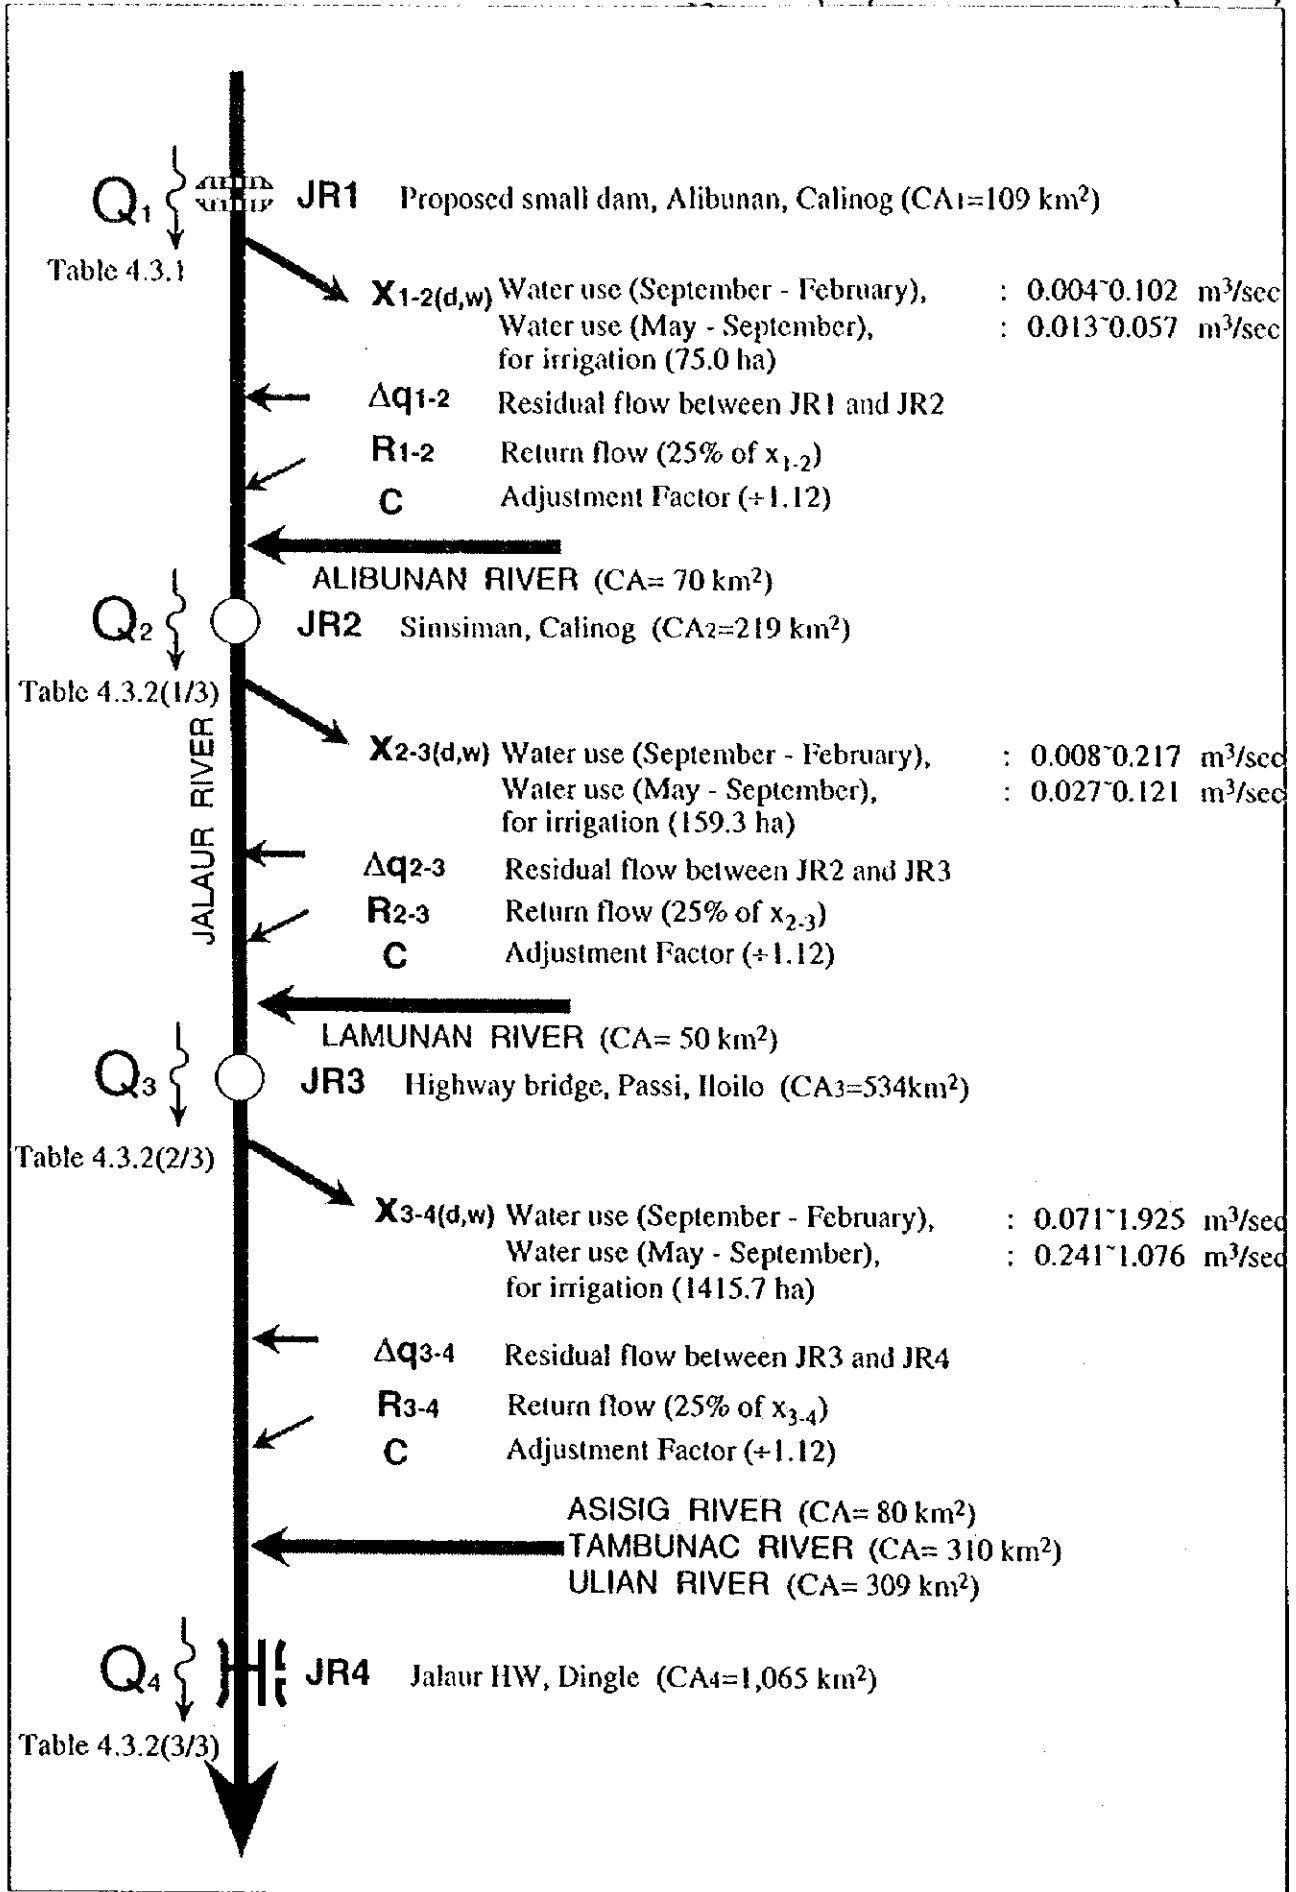 Q1
JR1 Proposed small dam, Alibunan, Calinog (CA1=109 km²)
Table 4.3.1
X1-2(d,w) Water use (September - February), : 0.004~0.102 m³/sec
Water use (May - September), : 0.013~0.057 m³/sec
for irrigation (75.0 ha)
Δq1-2 Residual flow between JR1 and JR2
R1-2 Return flow (25% of x1-2)
C Adjustment Factor (÷1.12)
ALIBUNAN RIVER (CA= 70 km²)
Q2
JR2 Simsiman, Calinog (CA2=219 km²)
Table 4.3.2(1/3)
JALAUR RIVER
X2-3(d,w) Water use (September - February), : 0.008~0.217 m³/sec
Water use (May - September), : 0.027~0.121 m³/sec
for irrigation (159.3 ha)
Δq2-3 Residual flow between JR2 and JR3
R2-3 Return flow (25% of x2-3)
C Adjustment Factor (÷1.12)
LAMUNAN RIVER (CA= 50 km²)
Q3
JR3 Highway bridge, Passi, Iloilo (CA3=534km²)
Table 4.3.2(2/3)
X3-4(d,w) Water use (September - February), : 0.071~1.925 m³/sec
Water use (May - September), : 0.241~1.076 m³/sec
for irrigation (1415.7 ha)
Δq3-4 Residual flow between JR3 and JR4
R3-4 Return flow (25% of x3-4)
C Adjustment Factor (÷1.12)
ASISIG RIVER (CA= 80 km²)
TAMBUNAC RIVER (CA= 310 km²)
ULIAN RIVER (CA= 309 km²)
Q4
JR4 Jalaur HW, Dingle (CA4=1,065 km²)
Table 4.3.2(3/3)